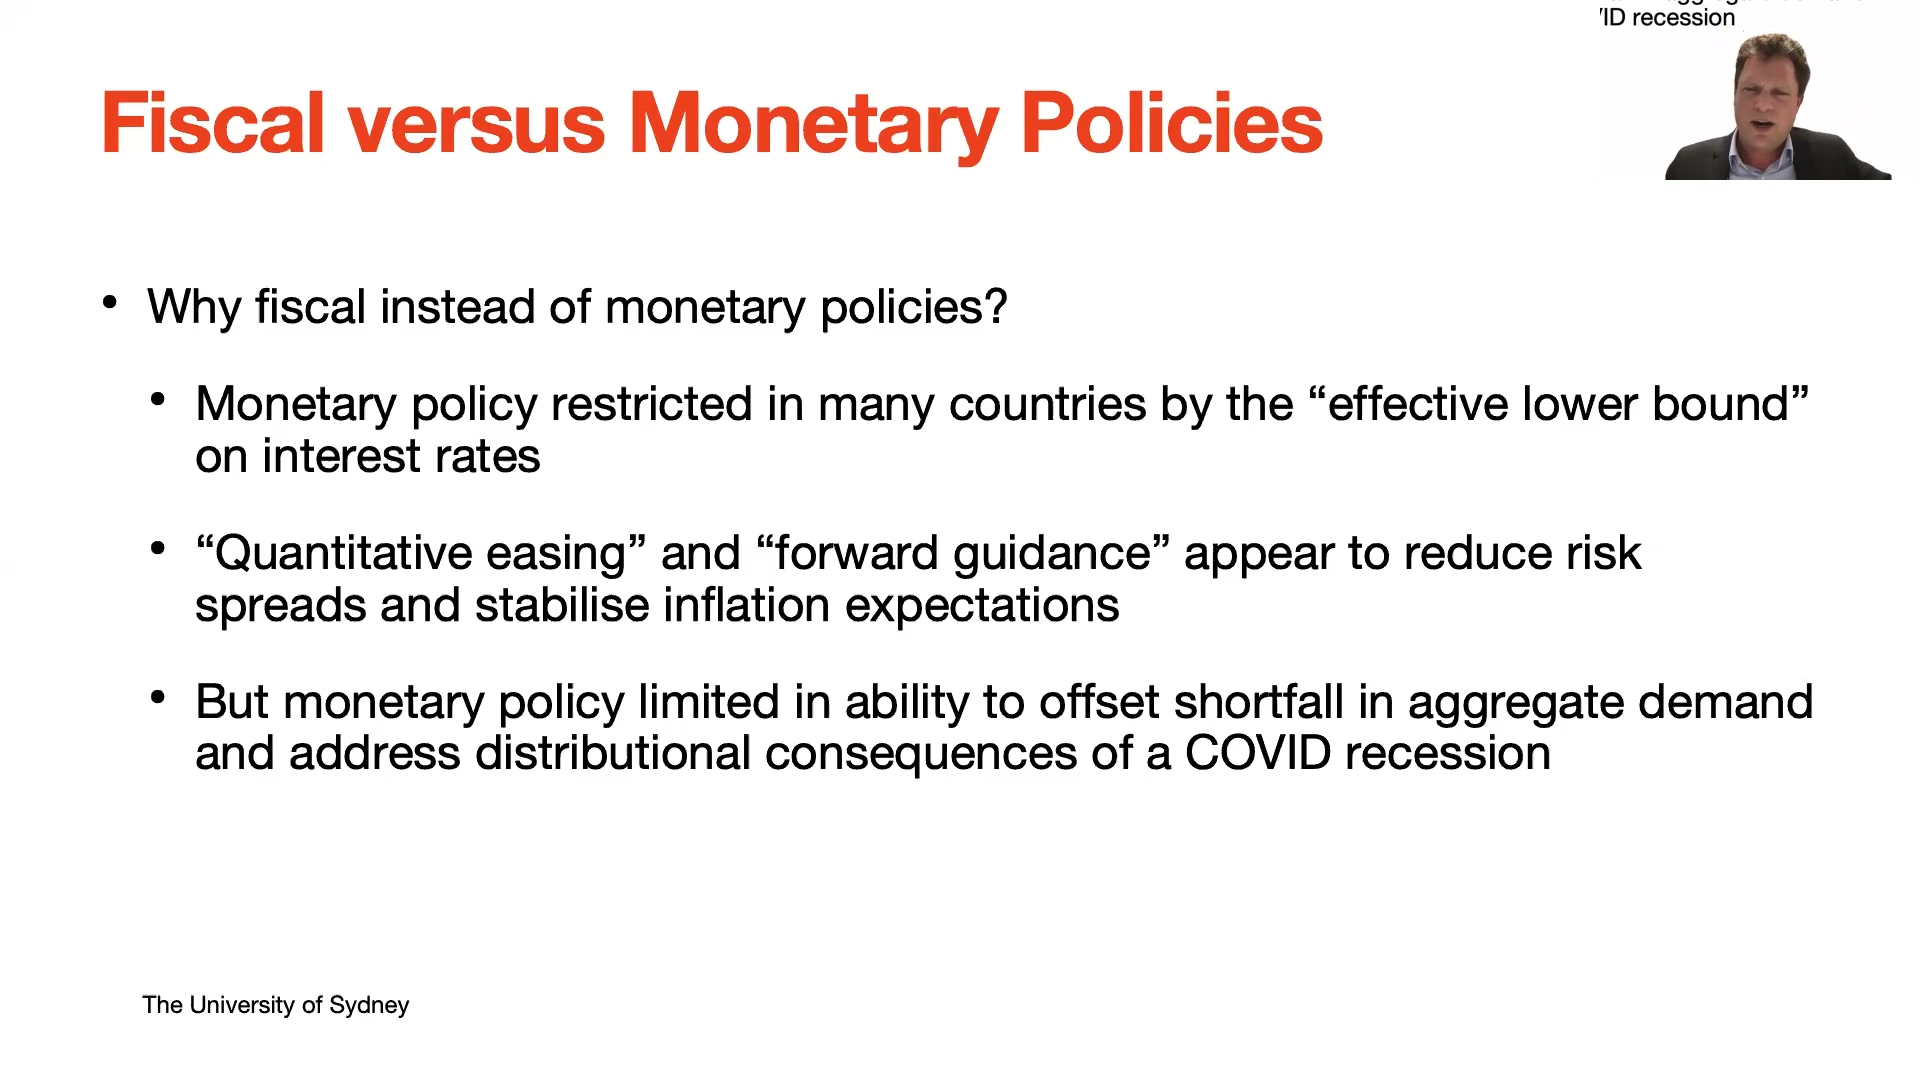 VID recession
Fiscal versus Monetary Policies
• Why fiscal instead of monetary policies?
• Monetary policy restricted in many countries by the “effective lower bound”
on interest rates
• “Quantitative easing” and “forward guidance” appear to reduce risk
spreads and stabilise inflation expectations
• But monetary policy limited in ability to offset shortfall in aggregate demand
and address distributional consequences of a COVID recession
The University of Sydney